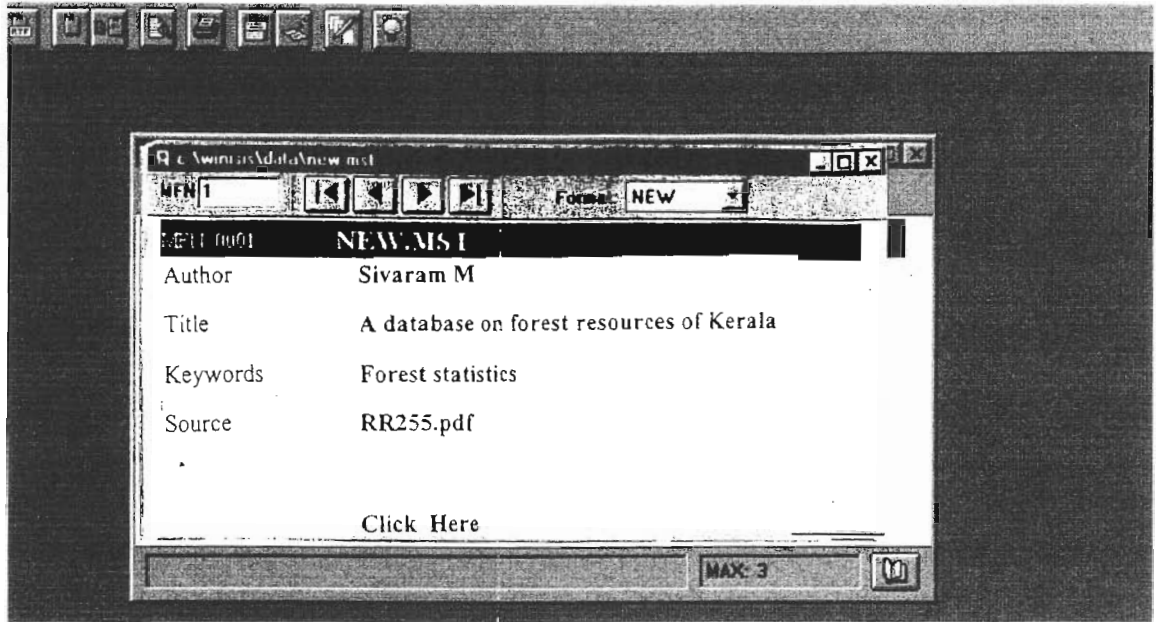 c:\winisis\data\new.mst
MFN 1 Format: NEW
MFN 0001 NEW.MST
Author Sivaram M
Title A database on forest resources of Kerala
Keywords Forest statistics
Source RR255.pdf
Click Here
MAX: 3